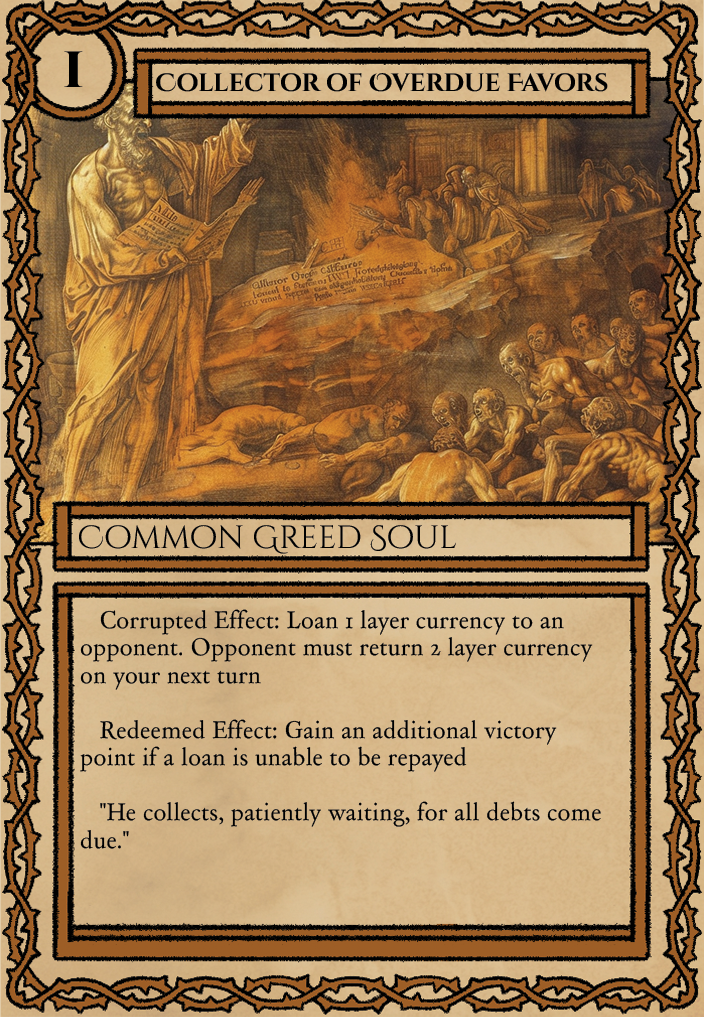 I
Collector of Overdue Favors
Common Greed Soul
Corrupted Effect: Loan 1 layer currency to an
opponent. Opponent must return 2 layer currency
on your next turn
Redeemed Effect: Gain an additional victory
point if a loan is unable to be repayed
"He collects, patiently waiting, for all debts come
due."